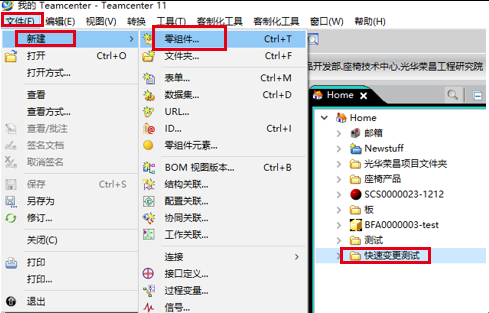 我的 Teamcenter - Teamcenter 11
文件(F) 编辑(E) 视图(V) 转换 工具(T) 客制化工具 客制化工具 窗口(W) 帮助(H)
新建
打开 Ctrl+O
打开方式...
查看
查看方式...
查看/批注
签名文档
取消签名
保存 Ctrl+S
另存为
修订...
关闭(C)
打印
打印...
退出
零组件... Ctrl+T
文件夹... Ctrl+F
表单... Ctrl+M
数据集... Ctrl+D
URL...
ID... Ctrl+I
零组件元素...
BOM 视图版本... Ctrl+B
结构关联...
配置关联...
协同关联...
工作关联...
连接
接口定义...
过程变量...
信号...
品开发部.座椅技术中心.光华荣昌工程研究院
Home
Home
邮箱
Newstuff
光华荣昌项目文件夹
座椅产品
SCS0000023-1212
板
BFA0000003-test
测试
快速变更测试